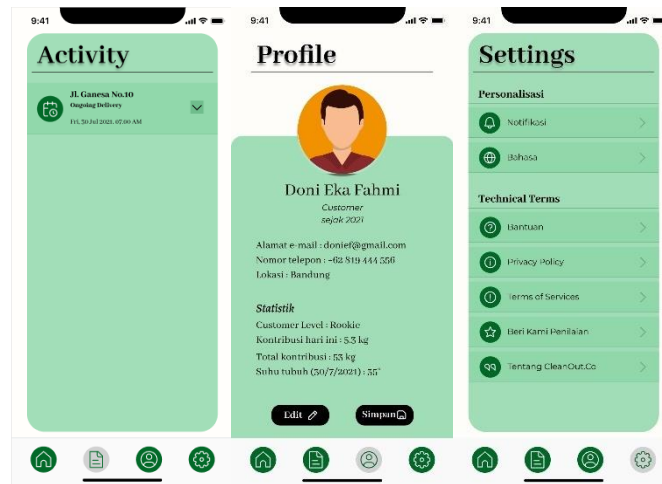 9:41
Activity
Jl. Ganesa No.10
Ongoing Delivery
Fri, 30 Jul 2021, 07.00 AM
9:41
Profile
Doni Eka Fahmi
Customer
sejak 2021
Alamat e-mail : donief@gmail.com
Nomor telepon : +62 819 444 556
Lokasi : Bandung
Statistik
Customer Level : Rookie
Kontribusi hari ini : 5,3 kg
Total kontribusi : 53 kg
Suhu tubuh (30/7/2021) : 35°
Edit
Simpan
9:41
Settings
Personalisasi
Notifikasi
Bahasa
Technical Terms
Bantuan
Privacy Policy
Terms of Services
Beri Kami Penilaian
Tentang CleanOut.Co